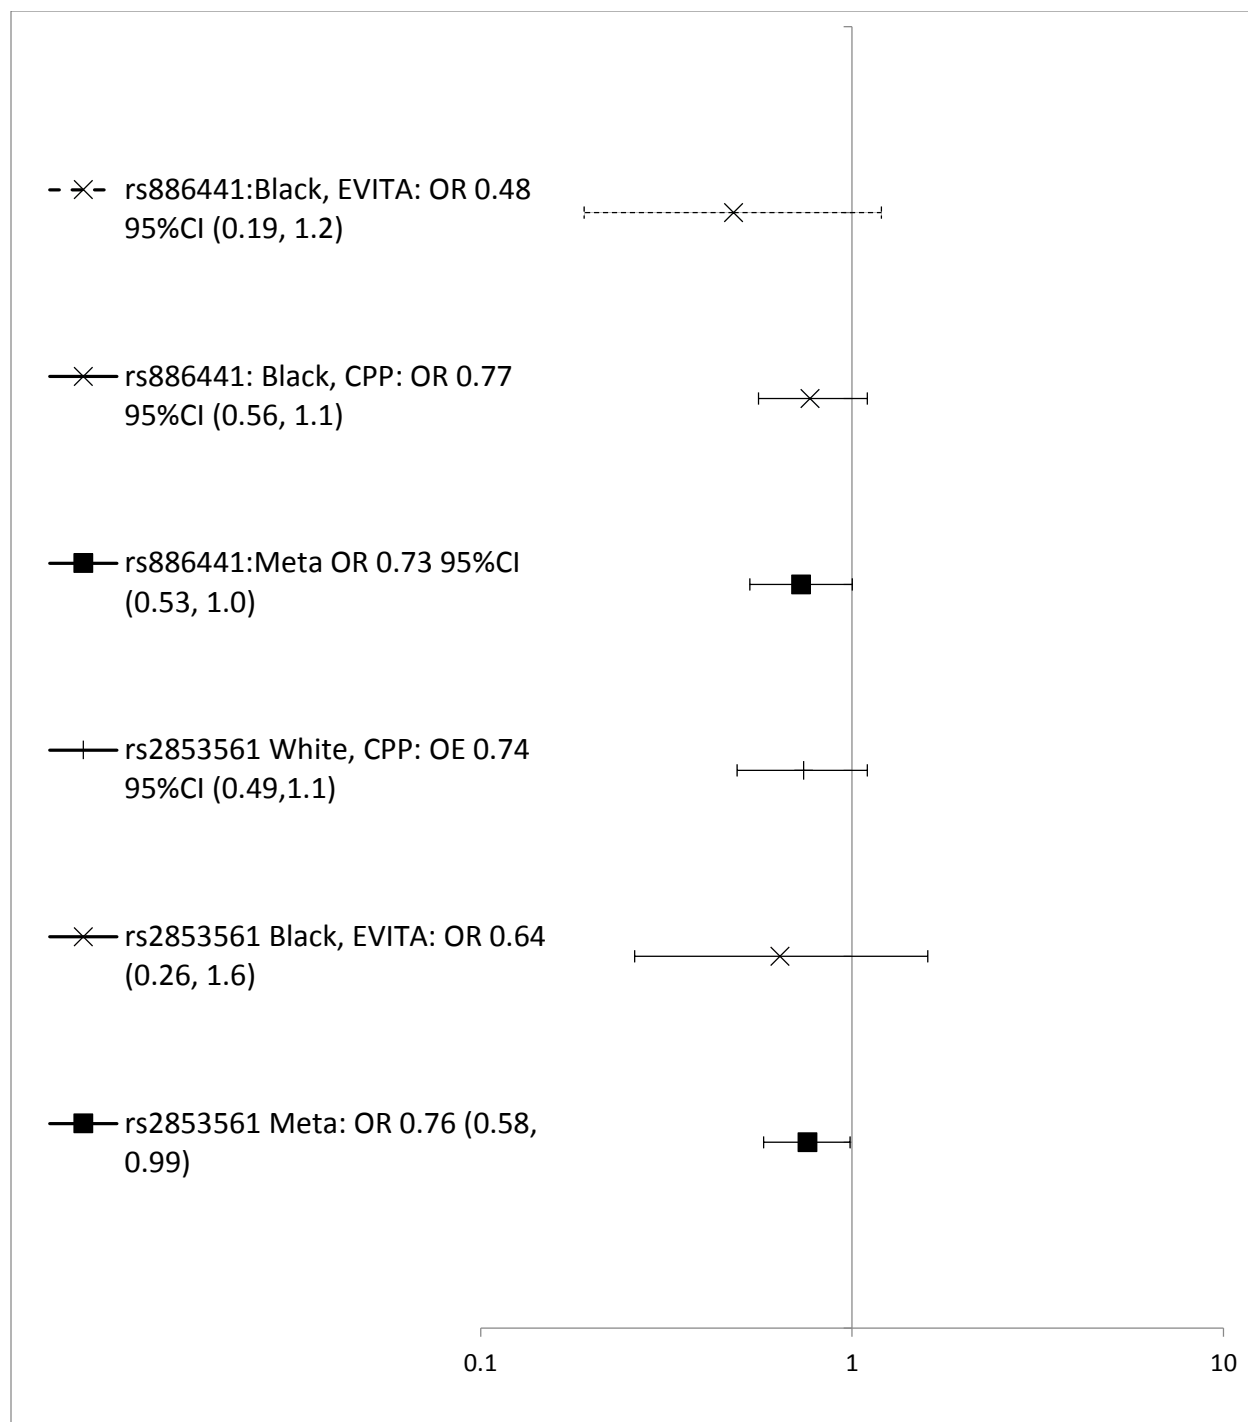 rs886441:Black, EVITA: OR 0.48
95%CI (0.19, 1.2)
rs886441: Black, CPP: OR 0.77
95%CI (0.56, 1.1)
rs886441:Meta OR 0.73 95%CI
(0.53, 1.0)
rs2853561 White, CPP: OE 0.74
95%CI (0.49,1.1)
rs2853561 Black, EVITA: OR 0.64
(0.26, 1.6)
rs2853561 Meta: OR 0.76 (0.58,
0.99)
0.1 1 10